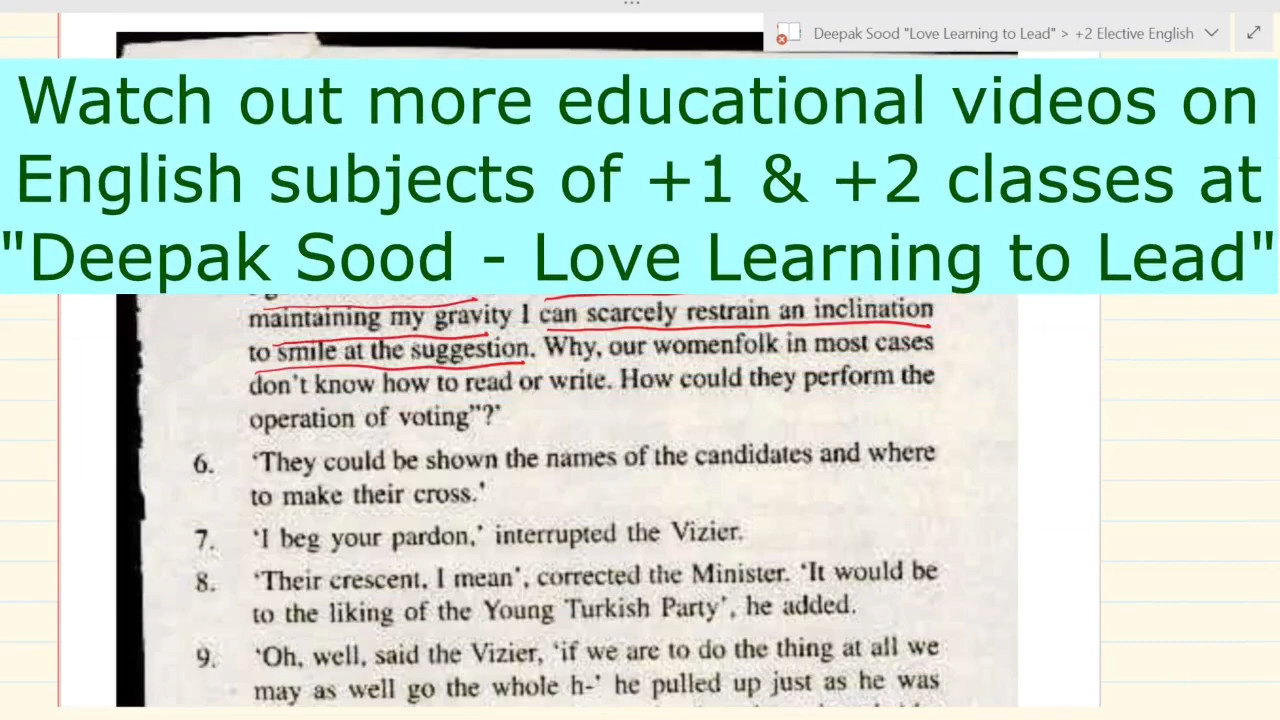 Deepak Sood "Love Learning to Lead" > +2 Elective English
Watch out more educational videos on
English subjects of +1 & +2 classes at
"Deepak Sood - Love Learning to Lead"
maintaining my gravity I can scarcely restrain an inclination
to smile at the suggestion. Why, our womenfolk in most cases
don't know how to read or write. How could they perform the
operation of voting"?'
6. 'They could be shown the names of the candidates and where
to make their cross.'
7. 'I beg your pardon,' interrupted the Vizier.
8. 'Their crescent, I mean', corrected the Minister. 'It would be
to the liking of the Young Turkish Party', he added.
9. 'Oh, well, said the Vizier, 'if we are to do the thing at all we
may as well go the whole h-' he pulled up just as he was